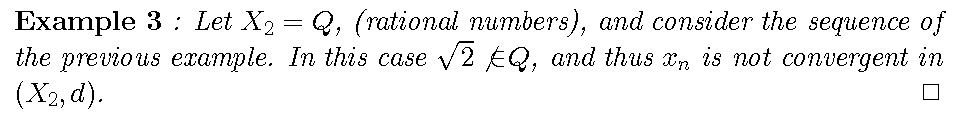 Example 3 : Let X₂ = Q, (rational numbers), and consider the sequence of
the previous example. In this case √2 ∉Q, and thus xₙ is not convergent in
(X₂, d). □